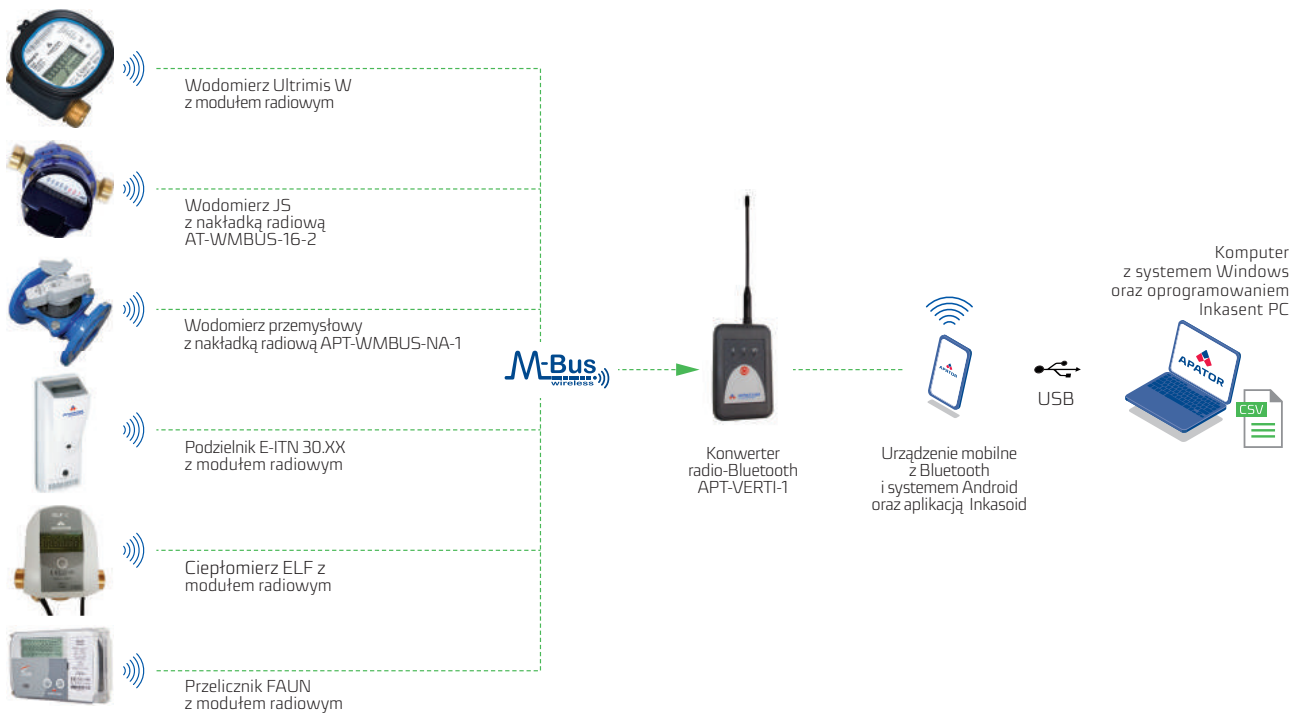 Wodomierz Ultrimis W
z modułem radiowym
Wodomierz JS
z nakładką radiową
AT-WMBUS-16-2
Wodomierz przemysłowy
z nakładką radiową APT-WMBUS-NA-1
Podzielnik E-ITN 30.XX
z modułem radiowym
Ciepłomierz ELF z
modułem radiowym
Przelicznik FAUN
z modułem radiowym
M-Bus
wireless
Konwerter
radio-Bluetooth
APT-VERTI-1
APATOR
Urządzenie mobilne
z Bluetooth
i systemem Android
oraz aplikacją Inkasoid
USB
Komputer
z systemem Windows
oraz oprogramowaniem
Inkasent PC
APATOR
CSV